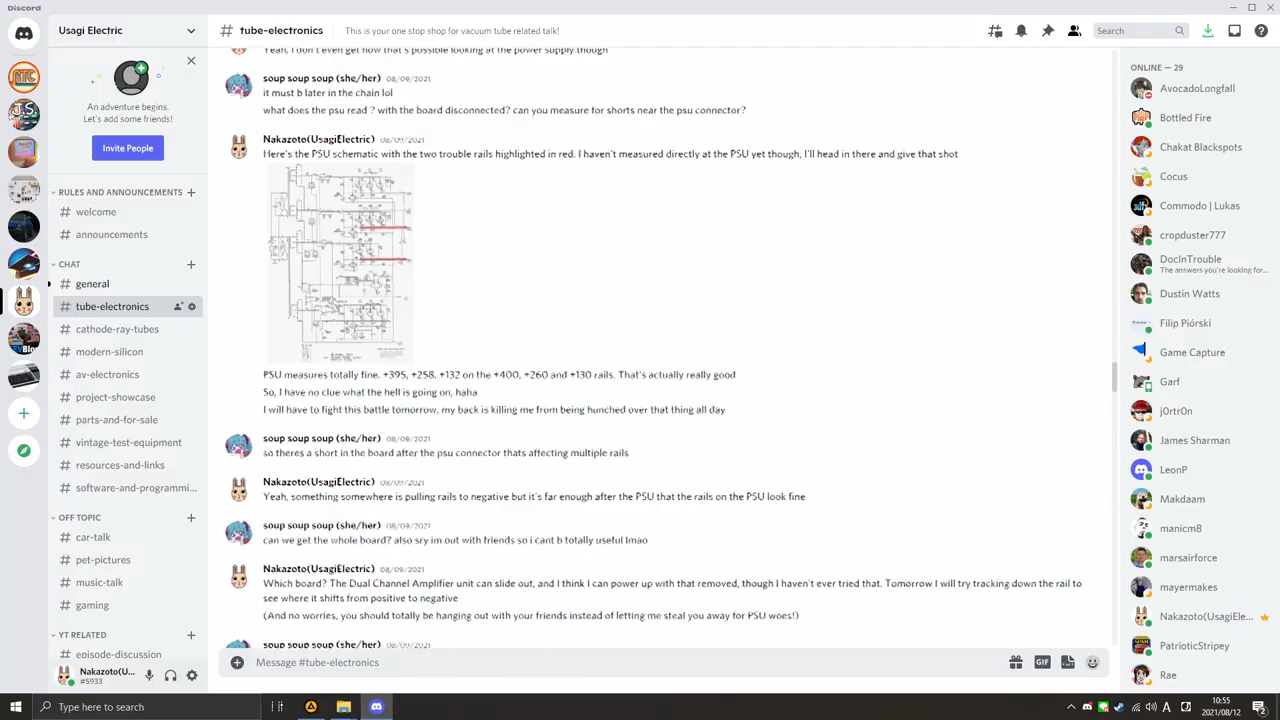 Discord
Usagi Electric
# tube-electronics
This is your one stop shop for vacuum tube related talk!
Search
An adventure begins.
Let's add some friends!
Invite People
RULES AND ANNOUNCEMENTS
# welcome
# announcements
CHAT
# general
# tube-electronics
# cathode-ray-tubes
# modern-silicon
# av-electronics
# project-showcase
# parts-and-for-sale
# vintage-test-equipment
# resources-and-links
# software-and-programmi...
OFF TOPIC
# car-talk
# pet-pictures
# music-talk
# gaming
YT RELATED
# episode-discussion
Nakazoto(U...
#5933
Yeah, I don't even get how that's possible looking at the power supply though
soup soup soup (she/her) 08/09/2021
it must b later in the chain lol
what does the psu read ? with the board disconnected? can you measure for shorts near the psu connector?
Nakazoto(UsagiElectric) 08/09/2021
Here's the PSU schematic with the two trouble rails highlighted in red. I haven't measured directly at the PSU yet though, I'll head in there and give that shot
PSU measures totally fine. +395, +258. +132 on the +400, +260 and +130 rails. That's actually really good
So, I have no clue what the hell is going on, haha
I will have to fight this battle tomorrow, my back is killing me from being hunched over that thing all day
soup soup soup (she/her) 08/09/2021
so theres a short in the board after the psu connector thats affecting multiple rails
Nakazoto(UsagiElectric) 08/09/2021
Yeah, something somewhere is pulling rails to negative but it's far enough after the PSU that the rails on the PSU look fine
soup soup soup (she/her) 08/09/2021
can we get the whole board? also sry im out with friends so i cant b totally useful lmao
Nakazoto(UsagiElectric) 08/09/2021
Which board? The Dual Channel Amplifier unit can slide out, and I think I can power up with that removed, though I haven't ever tried that. Tomorrow I will try tracking down the rail to
see where it shifts from positive to negative
(And no worries, you should totally be hanging out with your friends instead of letting me steal you away for PSU woes!)
soup soup soup (she/her) 08/09/2021
Message #tube-electronics
GIF
ONLINE — 29
AvocadoLongfall
Bottled Fire
Chakat Blackspots
Cocus
Commodo | Lukas
cropduster777
DocInTrouble
The answers you're looking for...
Dustin Watts
Filip Piórski
Game Capture
Garf
j0rtr0n
James Sharman
LeonP
Makdaam
manicm8
marsairforce
mayermakes
Nakazoto(UsagiEle...
PatrioticStripey
Rae
Type here to search
A
10:55
2021/08/12
2